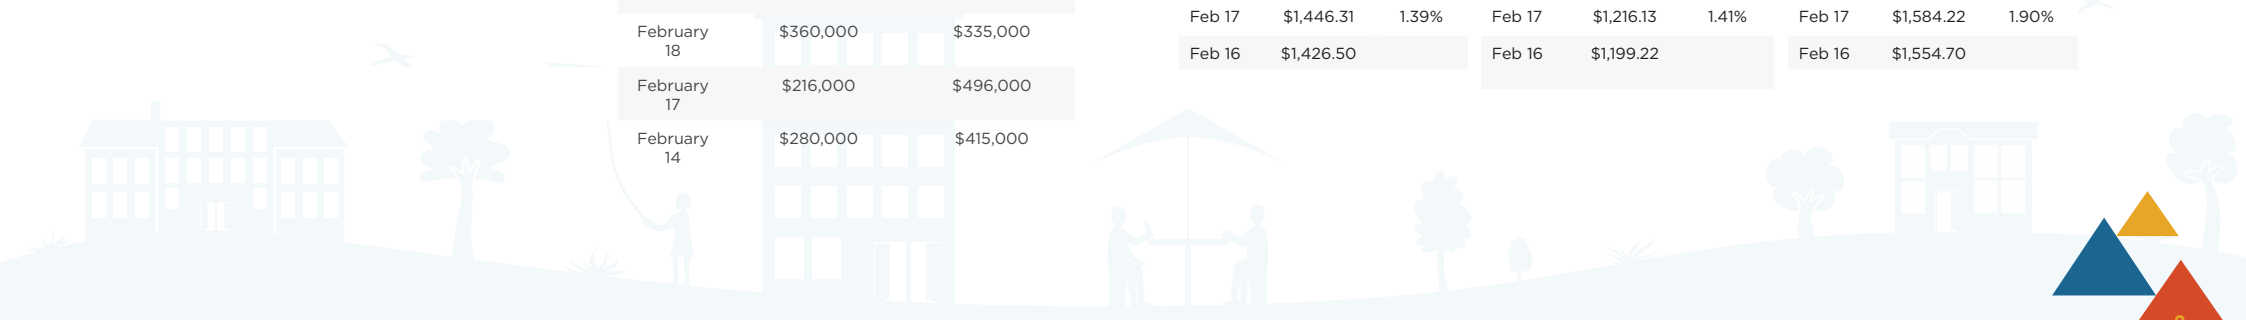 February $360,000 $335,000
18
February $216,000 $496,000
17
February $280,000 $415,000
14
Feb 17 $1,446.31 1.39%
Feb 16 $1,426.50
Feb 17 $1,216.13 1.41%
Feb 16 $1,199.22
Feb 17 $1,584.22 1.90%
Feb 16 $1,554.70